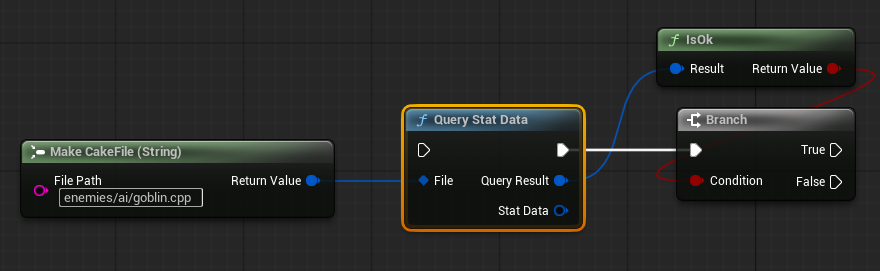 Make CakeFile (String)
File Path
enemies/ai/goblin.cpp
Return Value
f Query Stat Data
File
Query Result
Stat Data
f IsOk
Result
Return Value
Branch
True
Condition
False